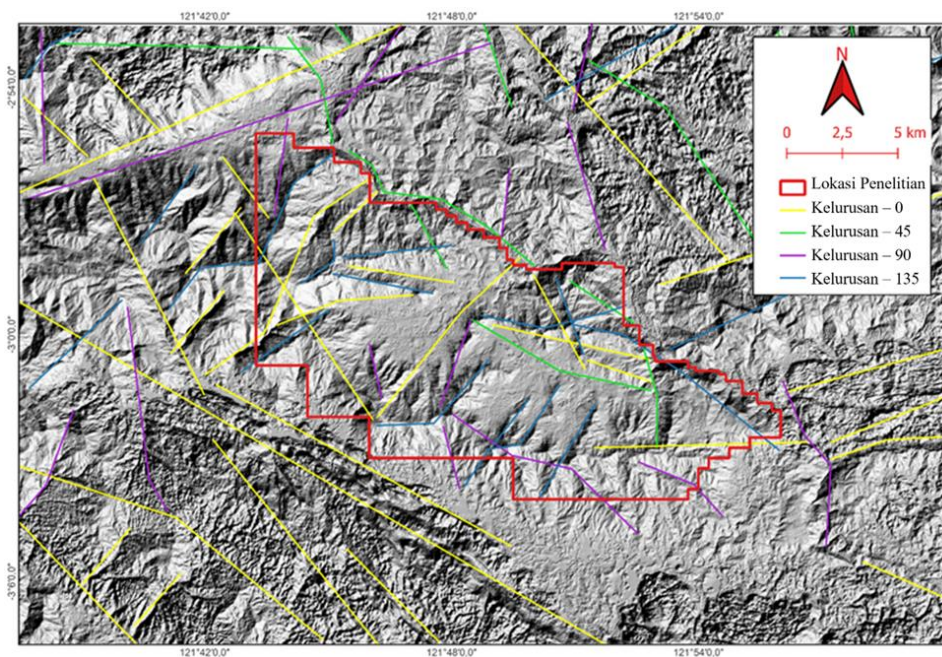 121°42'0,0"
121°48'0,0"
121°54'0,0"
-2°54'0,0"
-3°0'0,0"
-3°6'0,0"
N
0 2,5 5 km
Lokasi Penelitian
Kelurusan – 0
Kelurusan – 45
Kelurusan – 90
Kelurusan – 135
121°42'0,0"
121°48'0,0"
121°54'0,0"